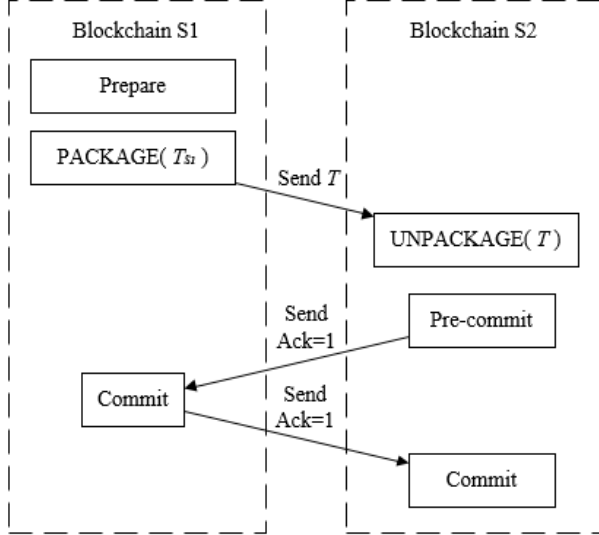 Blockchain S1
Blockchain S2
Prepare
PACKAGE( Ts1 )
Send T
UNPACKAGE( T )
Send
Ack=1
Pre-commit
Commit
Send
Ack=1
Commit